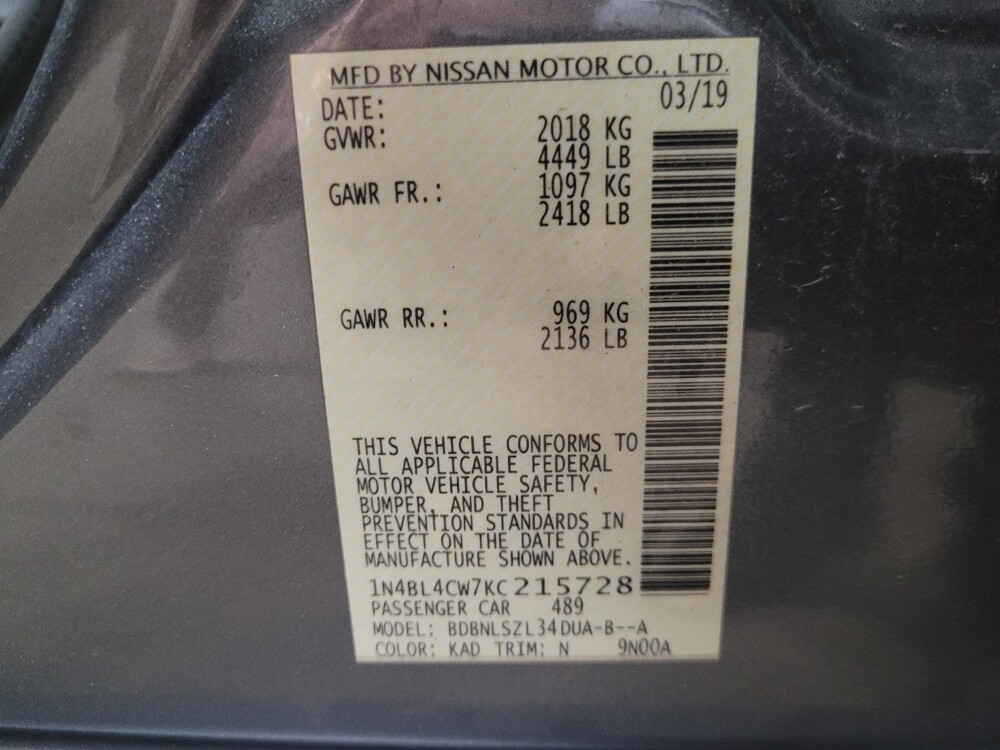 MFD BY NISSAN MOTOR CO., LTD.
DATE: 03/19
GVWR: 2018 KG
4449 LB
GAWR FR.: 1097 KG
2418 LB
GAWR RR.: 969 KG
2136 LB
THIS VEHICLE CONFORMS TO
ALL APPLICABLE FEDERAL
MOTOR VEHICLE SAFETY,
BUMPER, AND THEFT
PREVENTION STANDARDS IN
EFFECT ON THE DATE OF
MANUFACTURE SHOWN ABOVE.
1N4BL4CW7KC215728
PASSENGER CAR 489
MODEL: BDBNLSZL34DUA-B--A
COLOR: KAD TRIM: N 9N00A